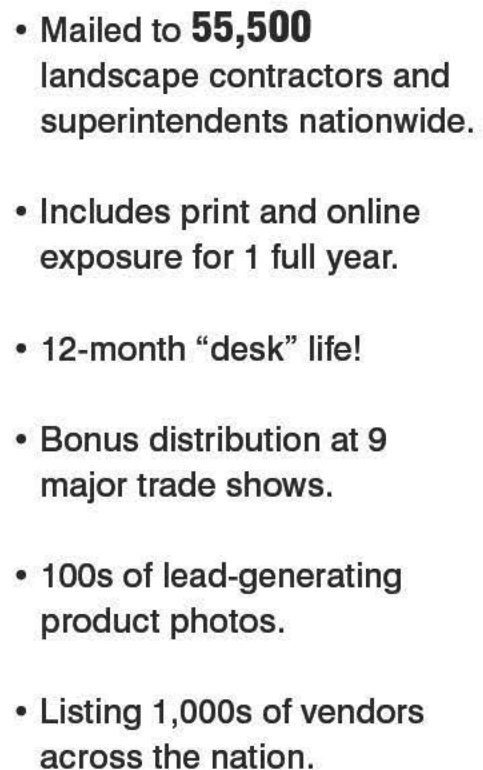 • Mailed to 55,500
landscape contractors and
superintendents nationwide.
• Includes print and online
exposure for 1 full year.
• 12-month “desk” life!
• Bonus distribution at 9
major trade shows.
• 100s of lead-generating
product photos.
• Listing 1,000s of vendors
across the nation.